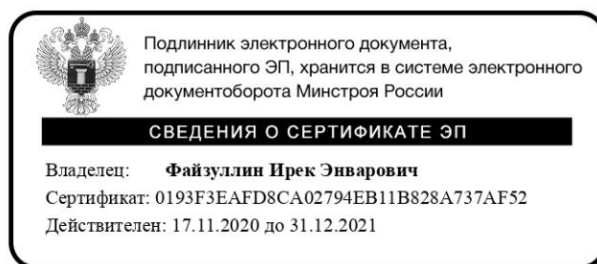 Подлинник электронного документа,
подписанного ЭП, хранится в системе электронного
документоборота Минстроя России
СВЕДЕНИЯ О СЕРТИФИКАТЕ ЭП
Владелец: Файзуллин Ирек Энварович
Сертификат: 0193F3EAFD8CA02794EB11B828A737AF52
Действителен: 17.11.2020 до 31.12.2021